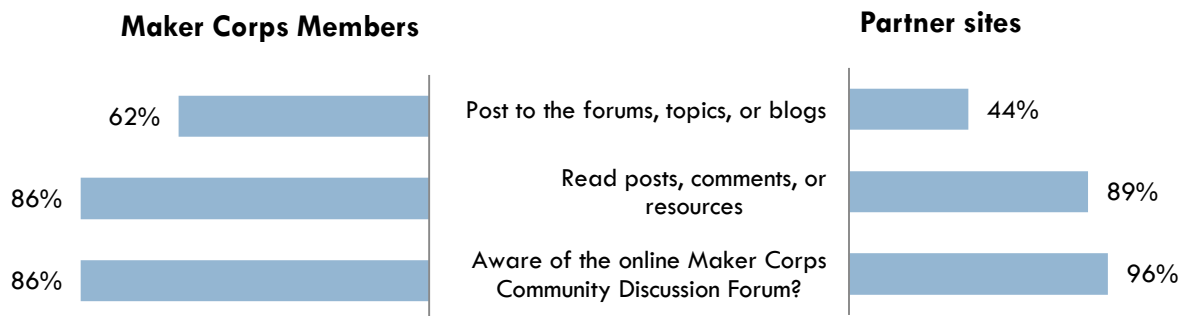 Maker Corps Members
Partner sites
62%
Post to the forums, topics, or blogs
44%
86%
Read posts, comments, or
resources
89%
86%
Aware of the online Maker Corps
Community Discussion Forum?
96%